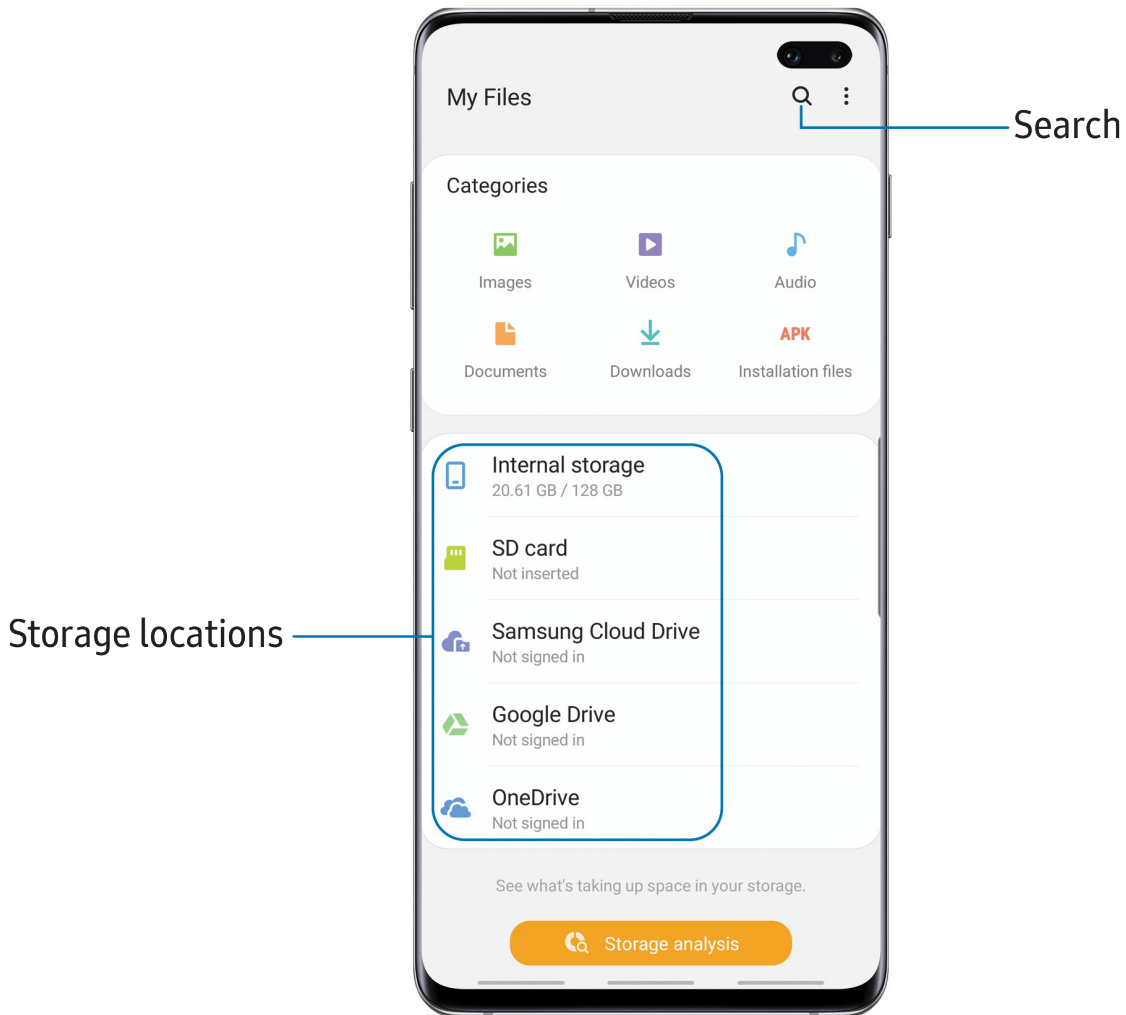 My Files
Search
Categories
Images
Videos
Audio
Documents
Downloads
APK
Installation files
Internal storage
20.61 GB / 128 GB
SD card
Not inserted
Storage locations
Samsung Cloud Drive
Not signed in
Google Drive
Not signed in
OneDrive
Not signed in
See what's taking up space in your storage.
Storage analysis